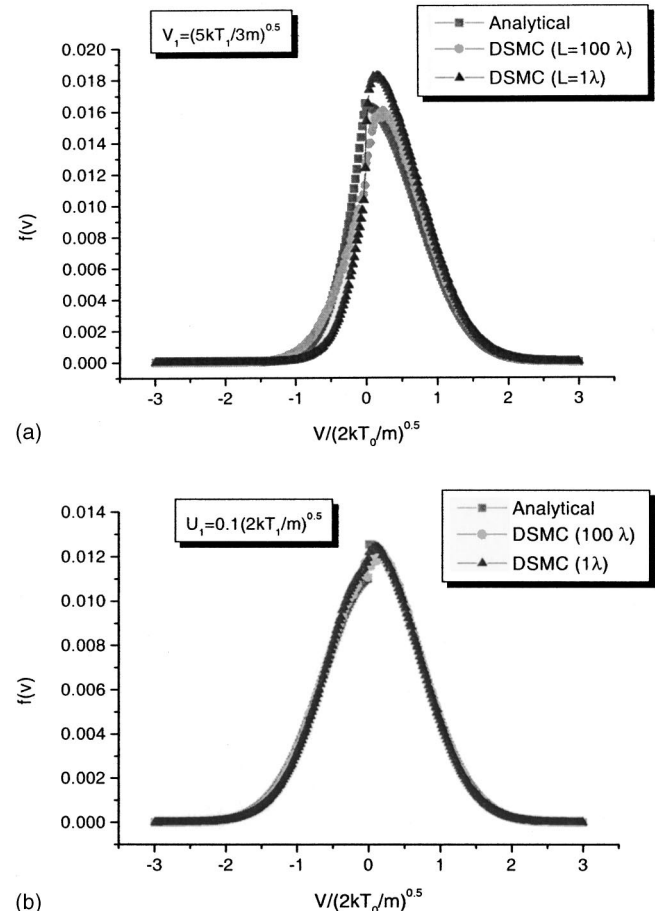 (a)
V₁=(5kT₁/3m)^0.5
Analytical
DSMC (L=100 λ)
DSMC (L=1λ)
f(v)
0.020
0.018
0.016
0.014
0.012
0.010
0.008
0.006
0.004
0.002
0.000
-3 -2 -1 0 1 2 3
V/(2kT₀/m)^0.5
(b)
U₁=0.1(2kT₁/m)^0.5
Analytical
DSMC (100 λ)
DSMC (1λ)
f(v)
0.014
0.012
0.010
0.008
0.006
0.004
0.002
0.000
-3 -2 -1 0 1 2 3
V/(2kT₀/m)^0.5